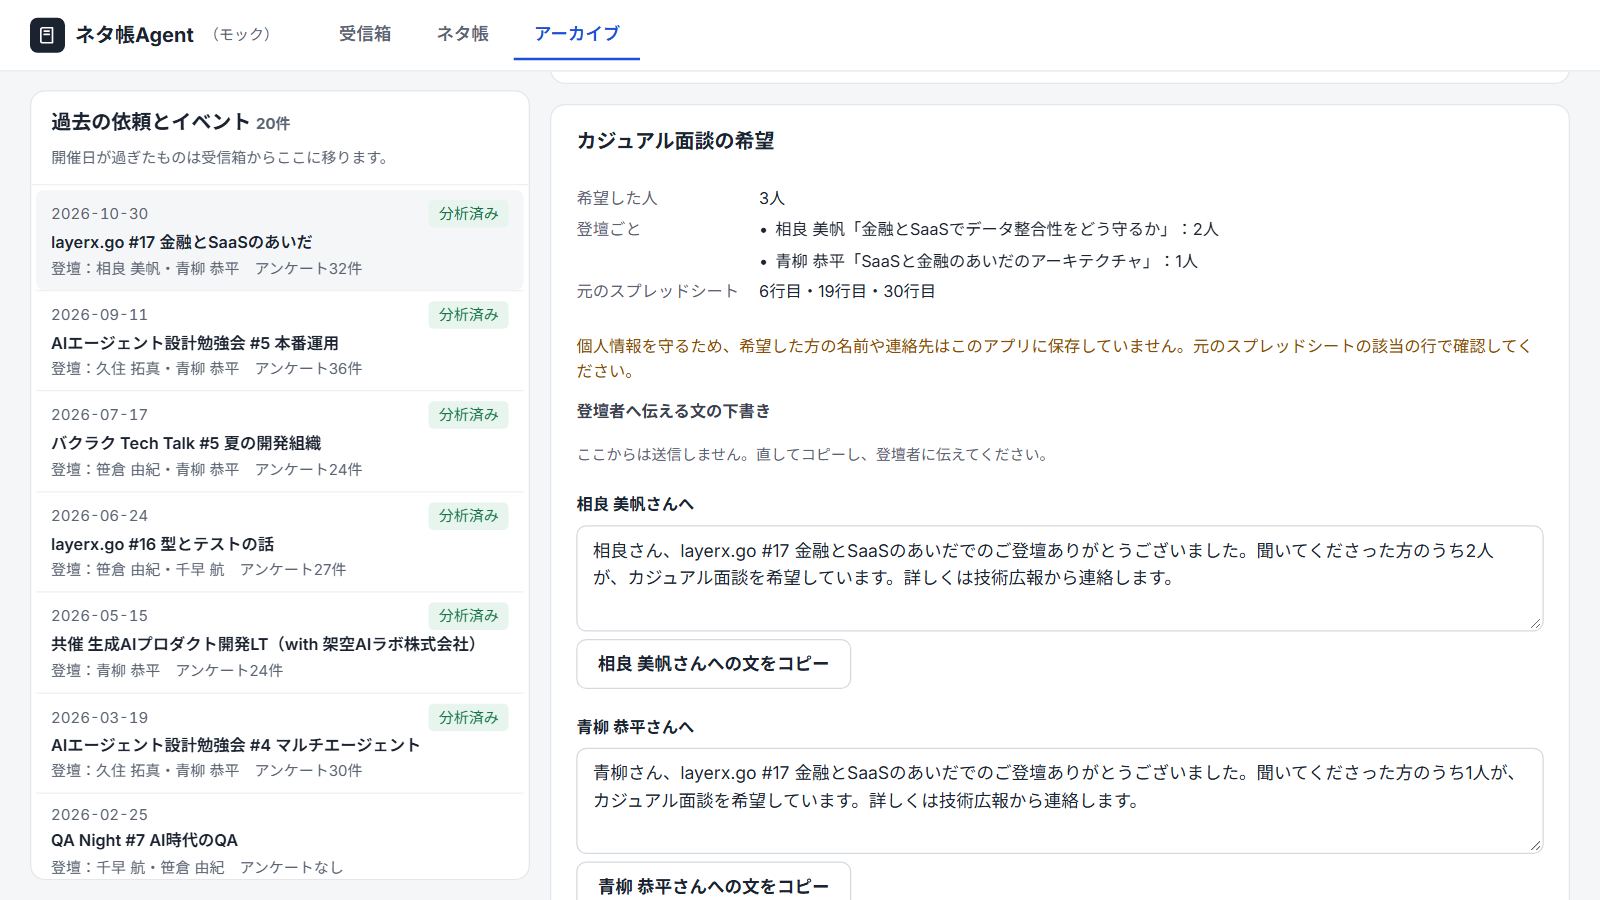 ネタ帳Agent （モック） 受信箱 ネタ帳 アーカイブ
過去の依頼とイベント 20件
開催日が過ぎたものは受信箱からここに移ります。
2026-10-30 分析済み
layerx.go #17 金融とSaaSのあいだ
登壇：相良 美帆・青柳 恭平 アンケート32件
2026-09-11 分析済み
AIエージェント設計勉強会 #5 本番運用
登壇：久住 拓真・青柳 恭平 アンケート36件
2026-07-17 分析済み
バクラク Tech Talk #5 夏の開発組織
登壇：笹倉 由紀・青柳 恭平 アンケート24件
2026-06-24 分析済み
layerx.go #16 型とテストの話
登壇：笹倉 由紀・千早 航 アンケート27件
2026-05-15 分析済み
共催 生成AIプロダクト開発LT（with 架空AIラボ株式会社）
登壇：青柳 恭平 アンケート24件
2026-03-19 分析済み
AIエージェント設計勉強会 #4 マルチエージェント
登壇：久住 拓真・青柳 恭平 アンケート30件
2026-02-25
QA Night #7 AI時代のQA
登壇：千早 航・笹倉 由紀 アンケートなし
カジュアル面談の希望
希望した人 3人
登壇ごと • 相良 美帆「金融とSaaSでデータ整合性をどう守るか」：2人
• 青柳 恭平「SaaSと金融のあいだのアーキテクチャ」：1人
元のスプレッドシート 6行目・19行目・30行目
個人情報を守るため、希望した方の名前や連絡先はこのアプリに保存していません。元のスプレッドシートの該当の行で確認してく
ださい。
登壇者へ伝える文の下書き
ここからは送信しません。直してコピーし、登壇者に伝えてください。
相良 美帆さんへ
相良さん、layerx.go #17 金融とSaaSのあいだでのご登壇ありがとうございました。聞いてくださった方のうち2人
が、カジュアル面談を希望しています。詳しくは技術広報から連絡します。
相良 美帆さんへの文をコピー
青柳 恭平さんへ
青柳さん、layerx.go #17 金融とSaaSのあいだでのご登壇ありがとうございました。聞いてくださった方のうち1人が、
カジュアル面談を希望しています。詳しくは技術広報から連絡します。
青柳 恭平さんへの文をコピー